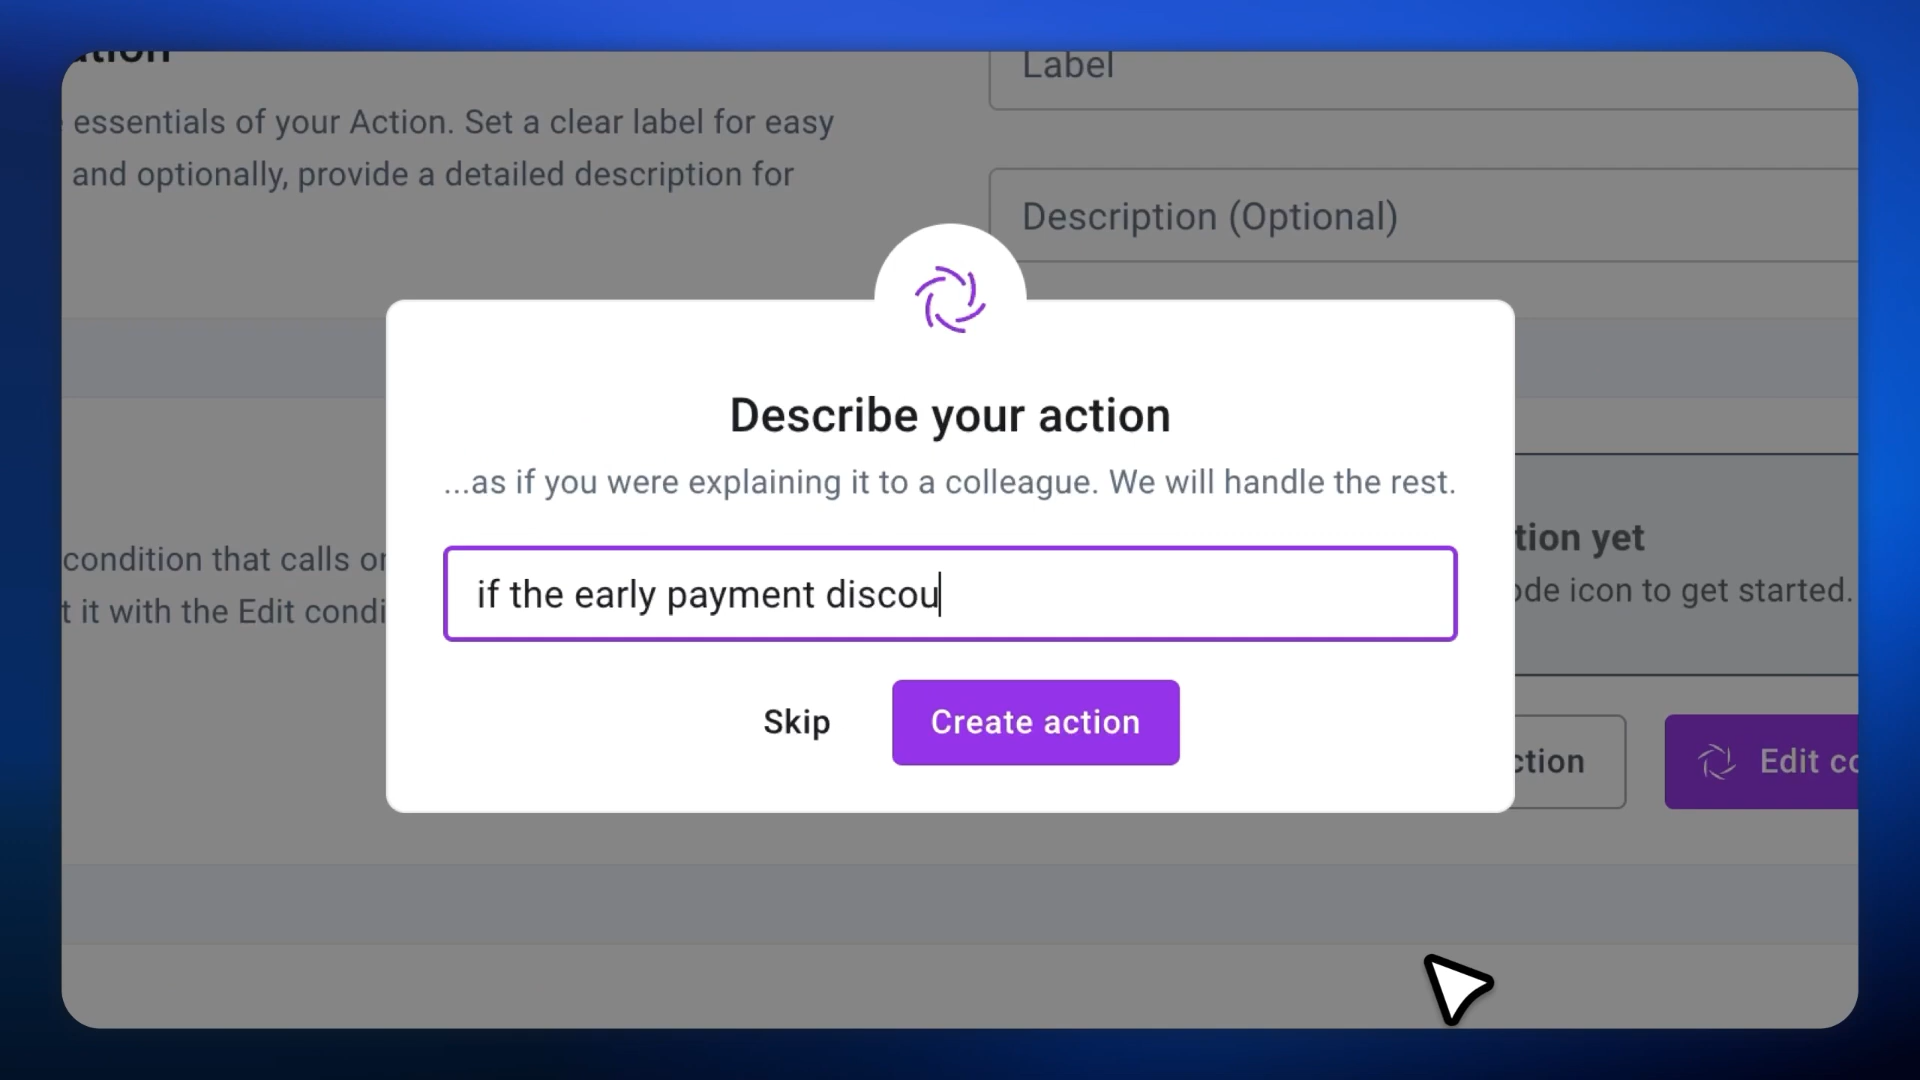 Label
essentials of your Action. Set a clear label for easy
and optionally, provide a detailed description for
Description (Optional)
Describe your action
...as if you were explaining it to a colleague. We will handle the rest.
if the early payment discou
Skip
Create action
condition that calls
t it with the Edit condi
tion yet
icon to get started.
ction
Edit co